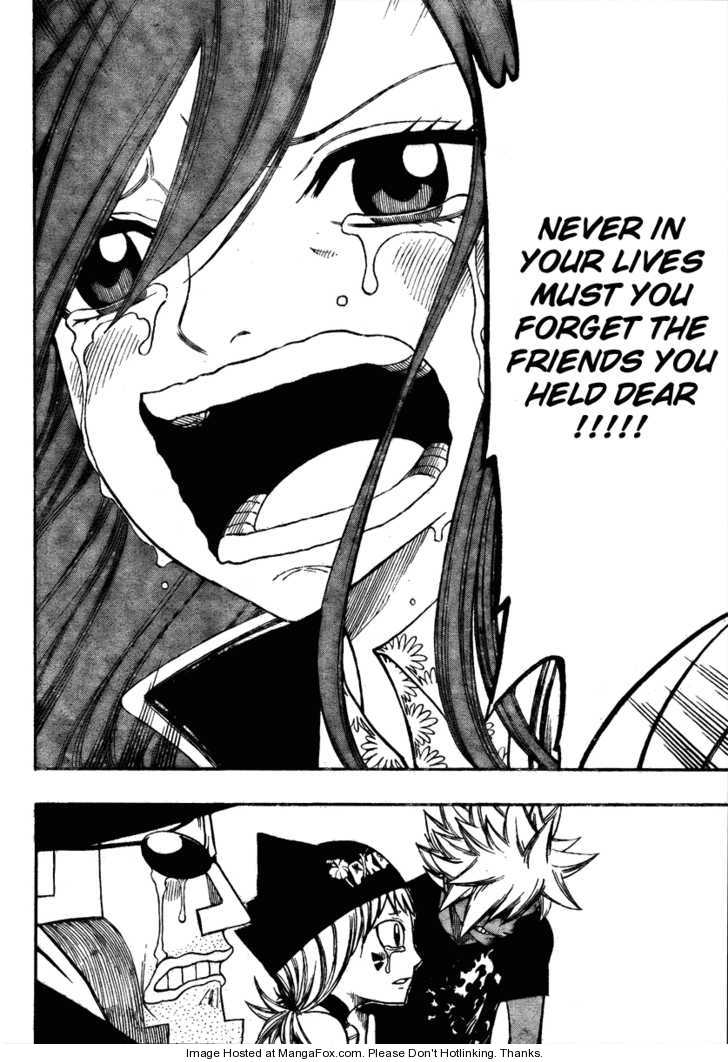 NEVER IN
YOUR LIVES
MUST YOU
FORGET THE
FRIENDS YOU
HELD DEAR
!!!!!
Image Hosted at MangaFox.com. Please Don't Hotlinking. Thanks.